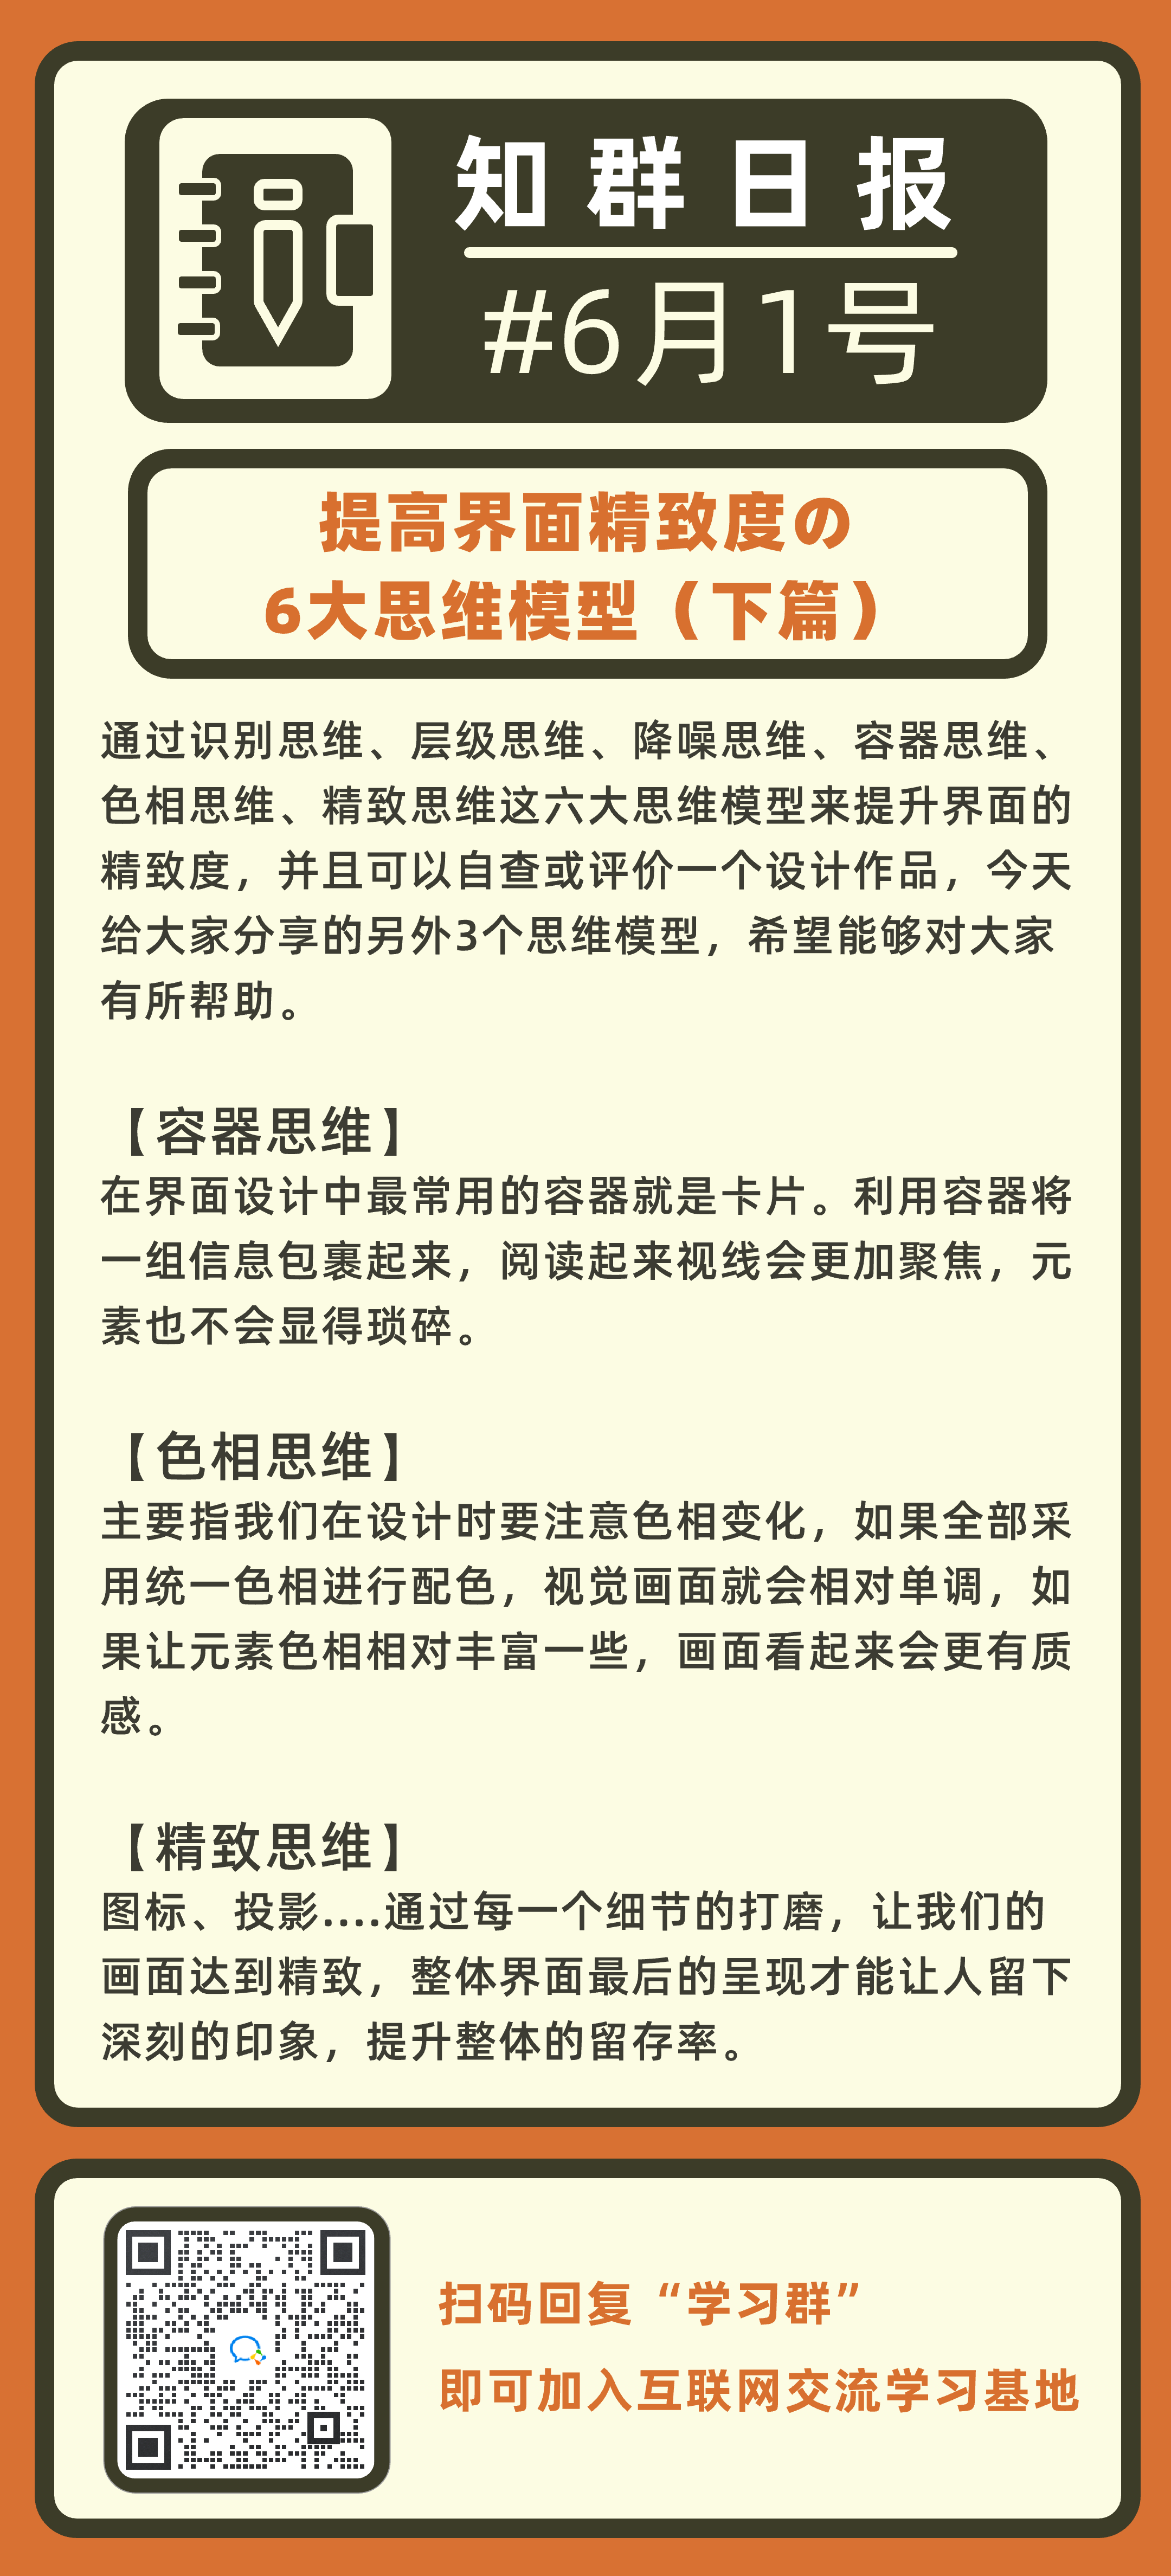 知群日报
#6月1号
提高界面精致度の
6大思维模型（下篇）
通过识别思维、层级思维、降噪思维、容器思维、
色相思维、精致思维这六大思维模型来提升界面的
精致度，并且可以自查或评价一个设计作品，今天
给大家分享的另外3个思维模型，希望能够对大家
有所帮助。
【容器思维】
在界面设计中最常用的容器就是卡片。利用容器将
一组信息包裹起来，阅读起来视线会更加聚焦，元
素也不会显得琐碎。
【色相思维】
主要指我们在设计时要注意色相变化，如果全部采
用统一色相进行配色，视觉画面就会相对单调，如
果让元素色相相对丰富一些，画面看起来会更有质
感。
【精致思维】
图标、投影....通过每一个细节的打磨，让我们的
画面达到精致，整体界面最后的呈现才能让人留下
深刻的印象，提升整体的留存率。
扫码回复“学习群”
即可加入互联网交流学习基地